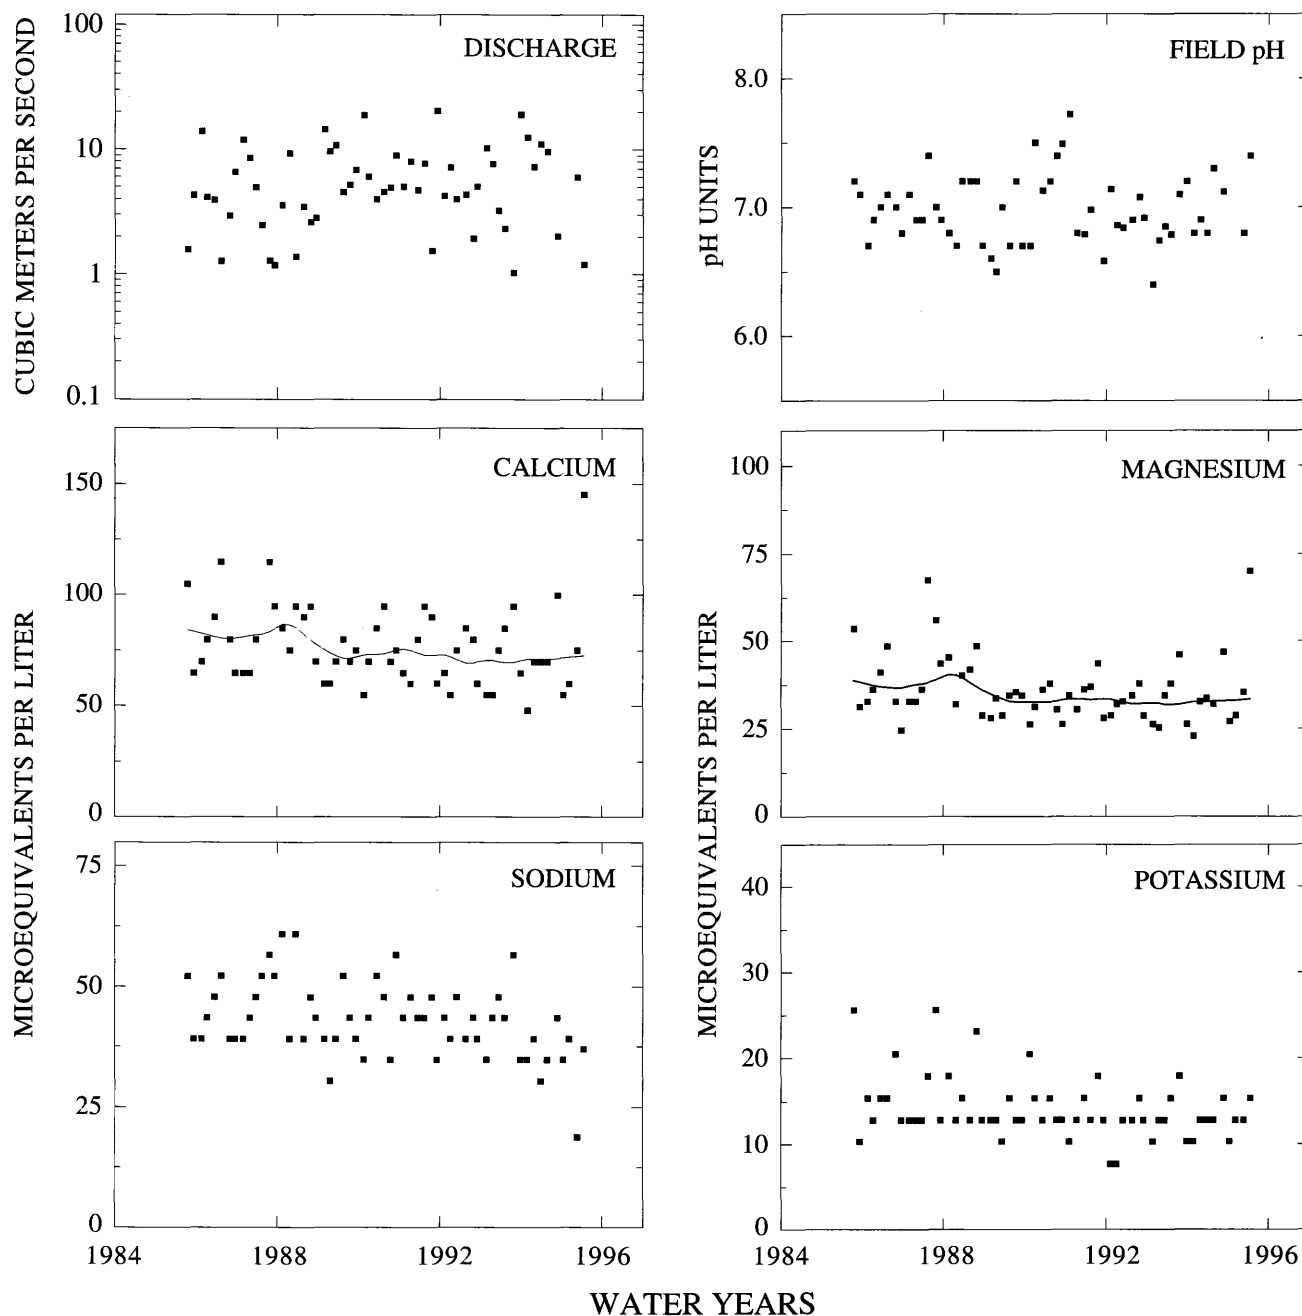 CUBIC METERS PER SECOND
100
10
1
0.1
DISCHARGE
pH UNITS
8.0
7.0
6.0
FIELD pH
MICROEQUIVALENTS PER LITER
150
100
50
0
CALCIUM
MICROEQUIVALENTS PER LITER
100
75
50
25
0
MAGNESIUM
75
50
25
0
SODIUM
40
30
20
10
0
POTASSIUM
1984 1988 1992 1996
1984 1988 1992 1996
WATER YEARS